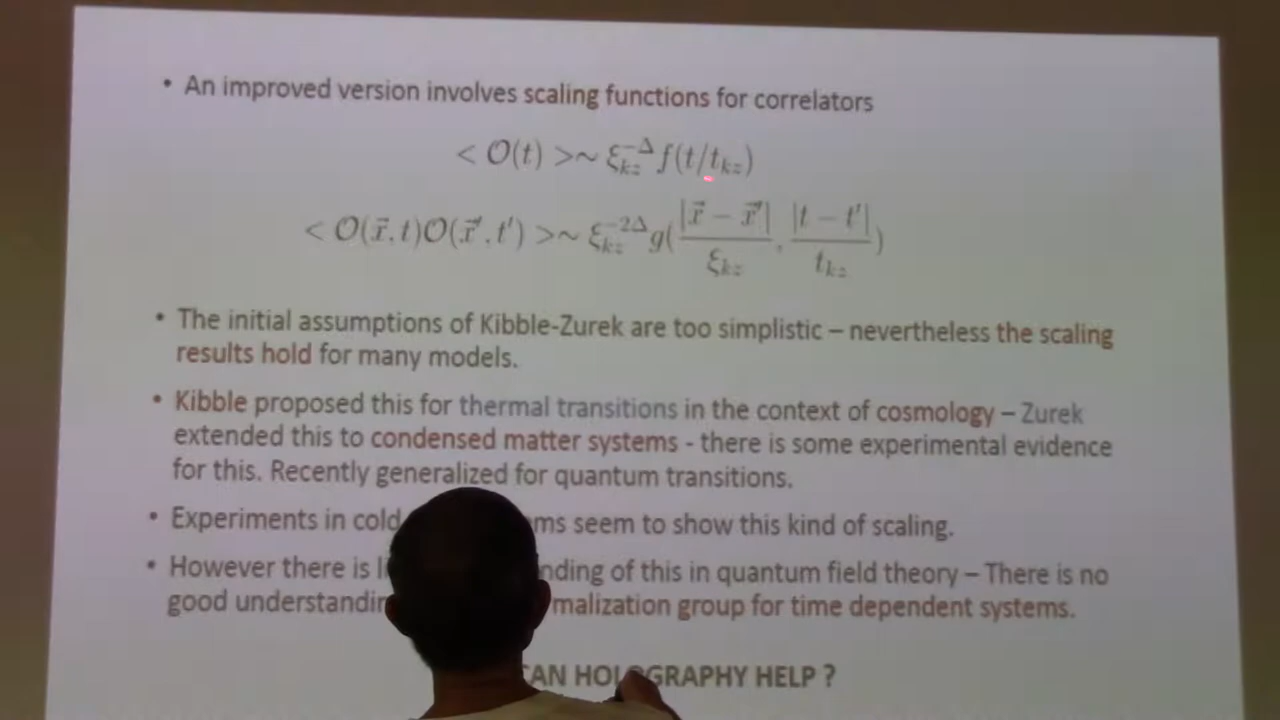 • An improved version involves scaling functions for correlators
< O(t) >∼ ξ_{kz}^{-Δ} f(t/t_{kz})
< O(x⃗, t)O(x⃗′, t′) >∼ ξ_{kz}^{-2Δ} g(|x⃗ − x⃗′|/ξ_{kz}, |t − t′|/t_{kz})
• The initial assumptions of Kibble-Zurek are too simplistic – nevertheless the scaling
results hold for many models.
• Kibble proposed this for thermal transitions in the context of cosmology – Zurek
extended this to condensed matter systems - there is some experimental evidence
for this. Recently generalized for quantum transitions.
• Experiments in cold ms seem to show this kind of scaling.
• However there is nding of this in quantum field theory – There is no
good understandin malization group for time dependent systems.
CAN HOLOGRAPHY HELP ?